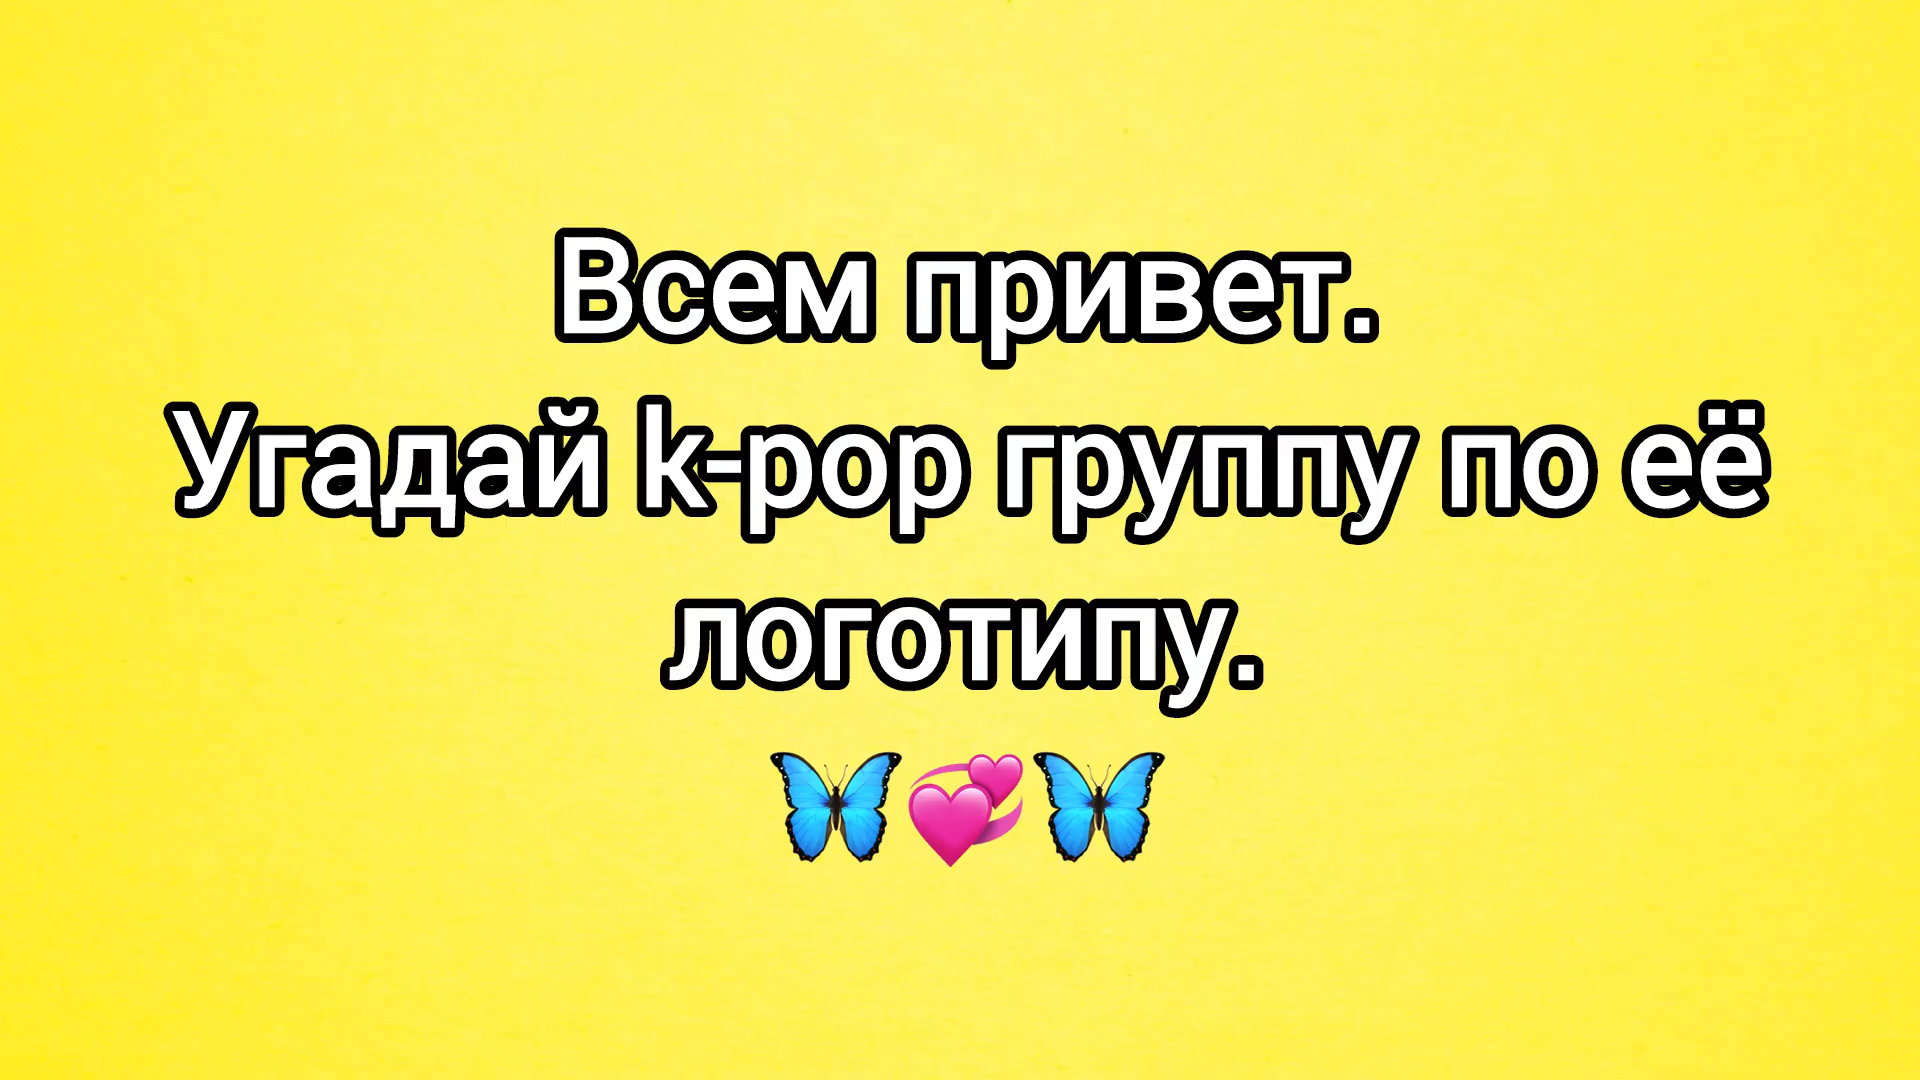 Всем привет.
Угадай k-pop группу по её
логотипу.
🦋💞🦋